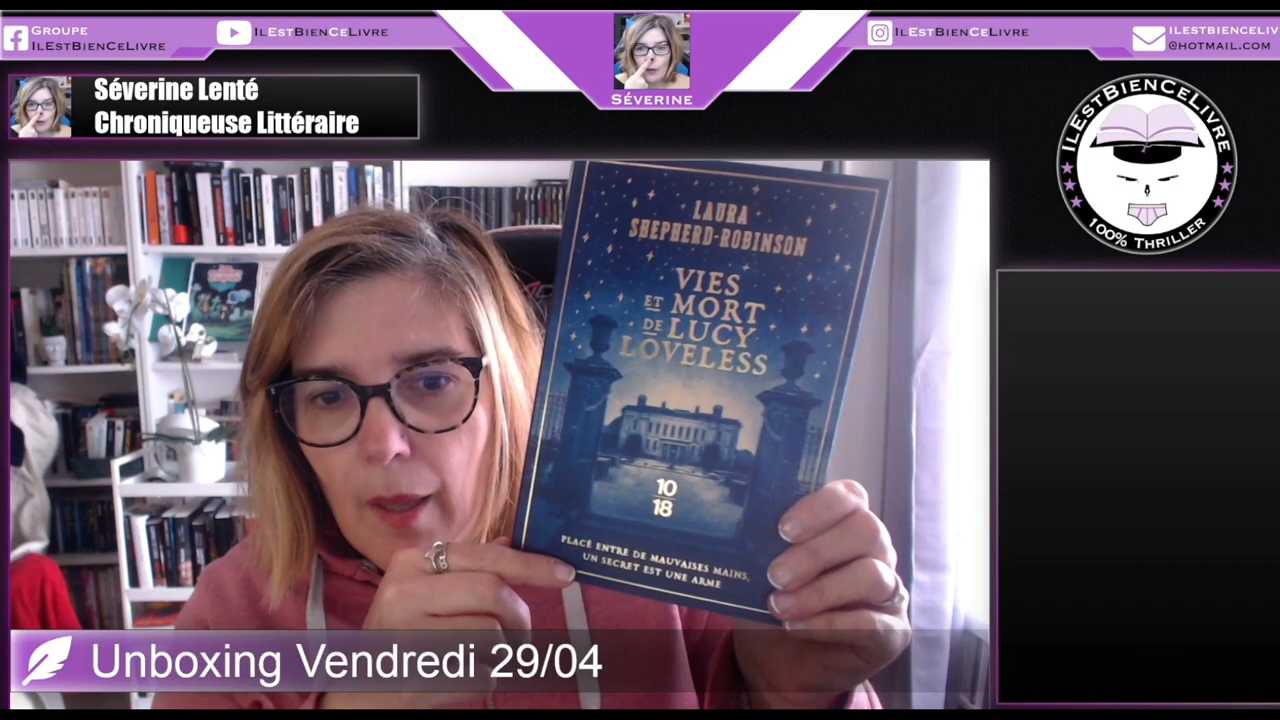 GROUPE
ILESTBIENCELIVRE
ILESTBIENCELIVRE
SÉVERINE
ILESTBIENCELIVRE
ILESTBIENCELIV
@HOTMAIL.COM
Séverine Lenté
Chroniqueuse Littéraire
ILESTBIENCELIVRE
100% THRILLER
LAURA
SHEPHERD-ROBINSON
VIES
ET MORT
DE LUCY
LOVELESS
10
18
PLACÉ ENTRE DE MAUVAISES MAINS,
UN SECRET EST UNE ARME
Unboxing Vendredi 29/04